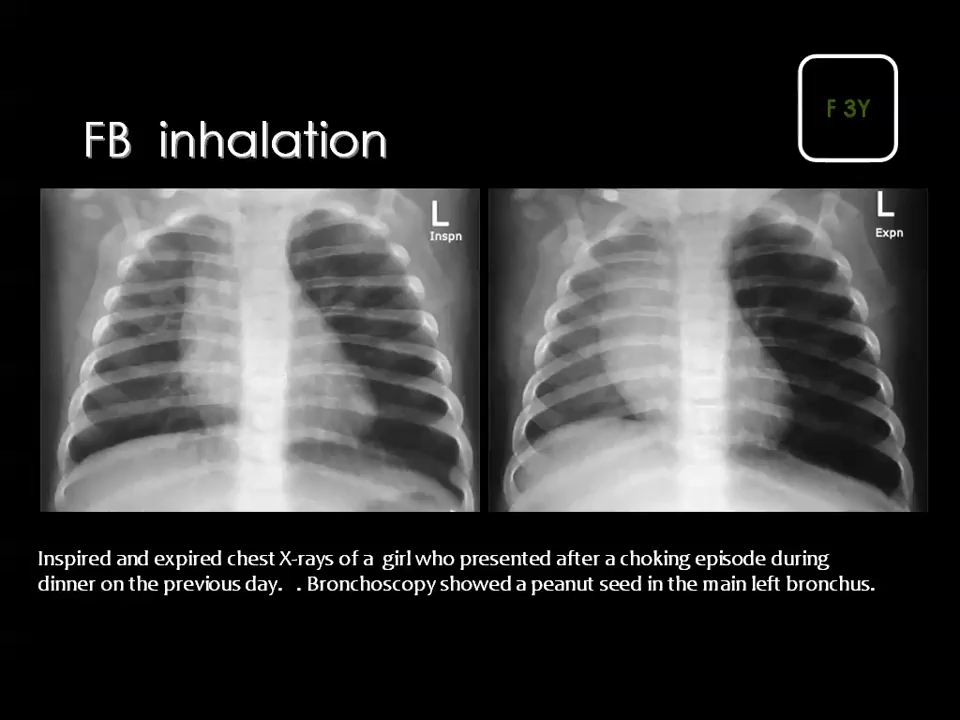 F 3Y
FB inhalation
L
Inspn
L
Expn
Inspired and expired chest X-rays of a girl who presented after a choking episode during
dinner on the previous day. . Bronchoscopy showed a peanut seed in the main left bronchus.